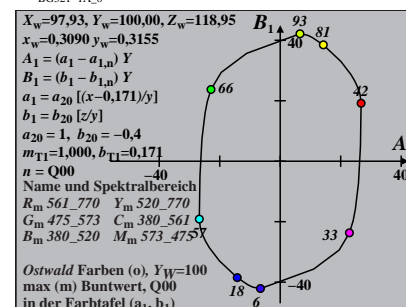 X_w=97,93, Y_w=100,00, Z_w=118,95
x_w=0,3090 y_w=0,3155
A_1 = (a_1 – a_1,n) Y
B_1 = (b_1 – b_1,n) Y
a_1 = a_20 [(x–0,171)/y]
b_1 = b_20 [z/y]
a_20 = 1, b_20 = –0,4
m_T1=1,000, b_T1=0,171
n = Q00
Name und Spektralbereich
R_m 561_770 Y_m 520_770
G_m 475_573 C_m 380_561
B_m 380_520 M_m 573_475
Ostwald Farben (o), Y_W=100
max (m) Buntwert, Q00
in der Farbtafel (a_1, b_1)
B_1
93
81
40
66
42
A
–40
40
57
33
18
6
–40